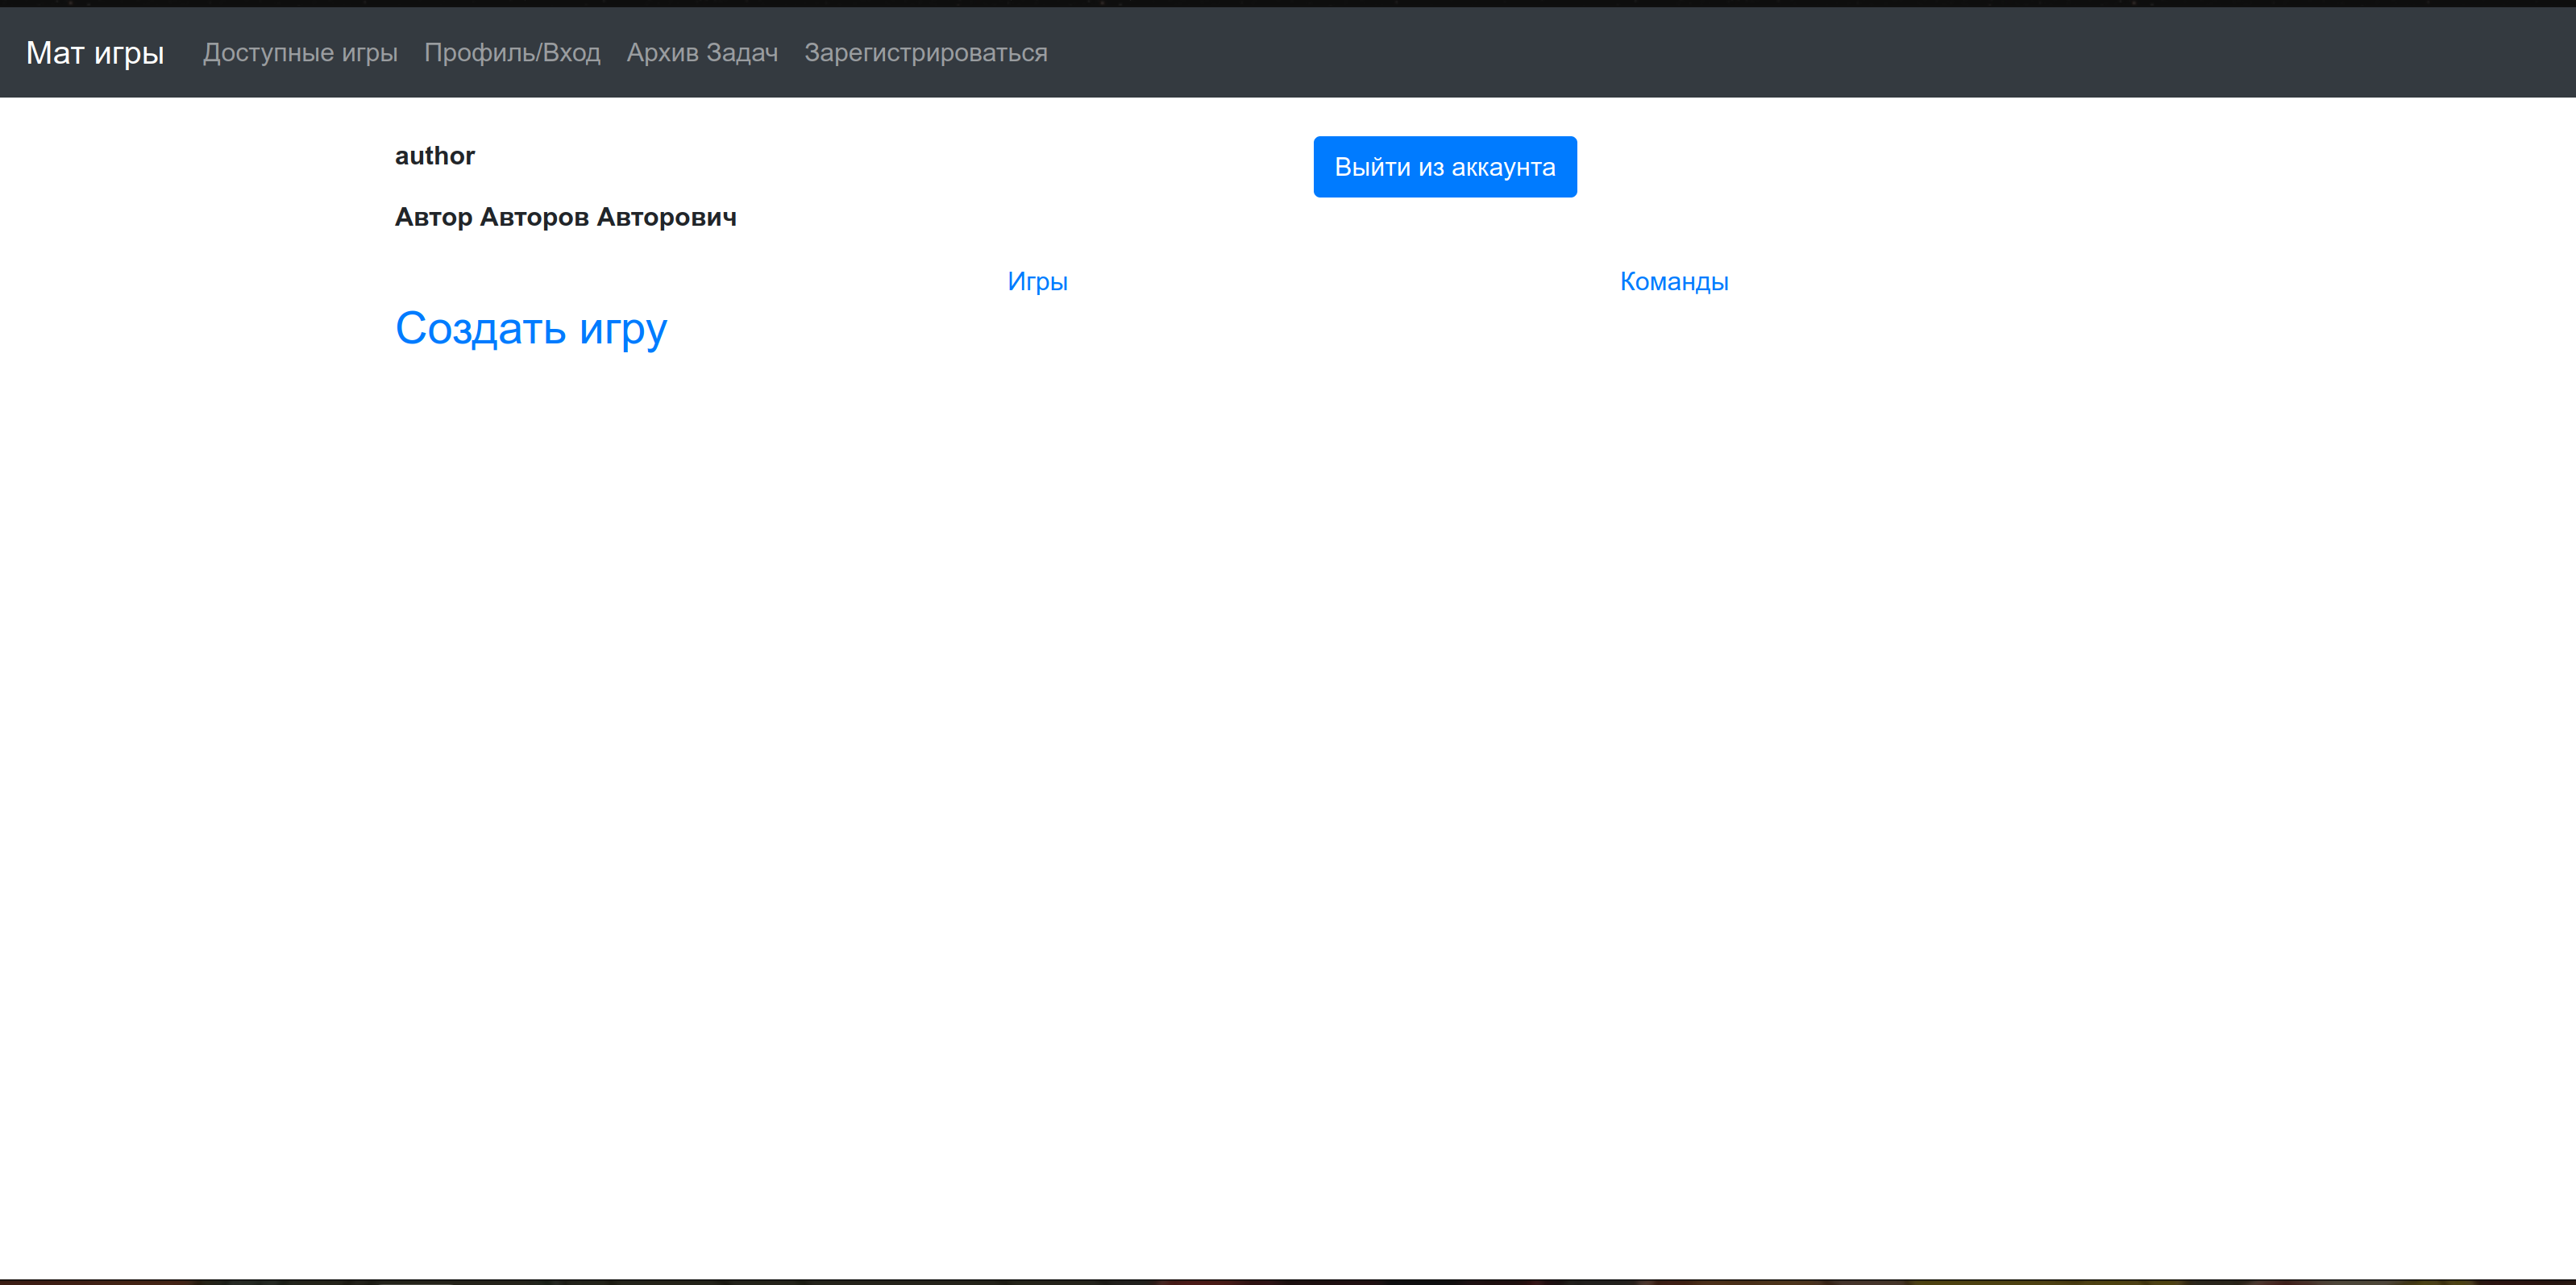 Мат игры Доступные игры Профиль/Вход Архив Задач Зарегистрироваться
author Выйти из аккаунта
Автор Авторов Авторович
Игры Команды
Создать игру